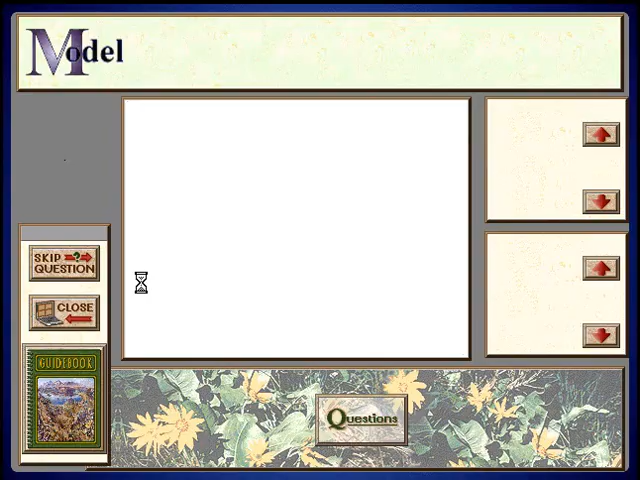 Model
SKIP ?
QUESTION
CLOSE
GUIDEBOOK
Questions